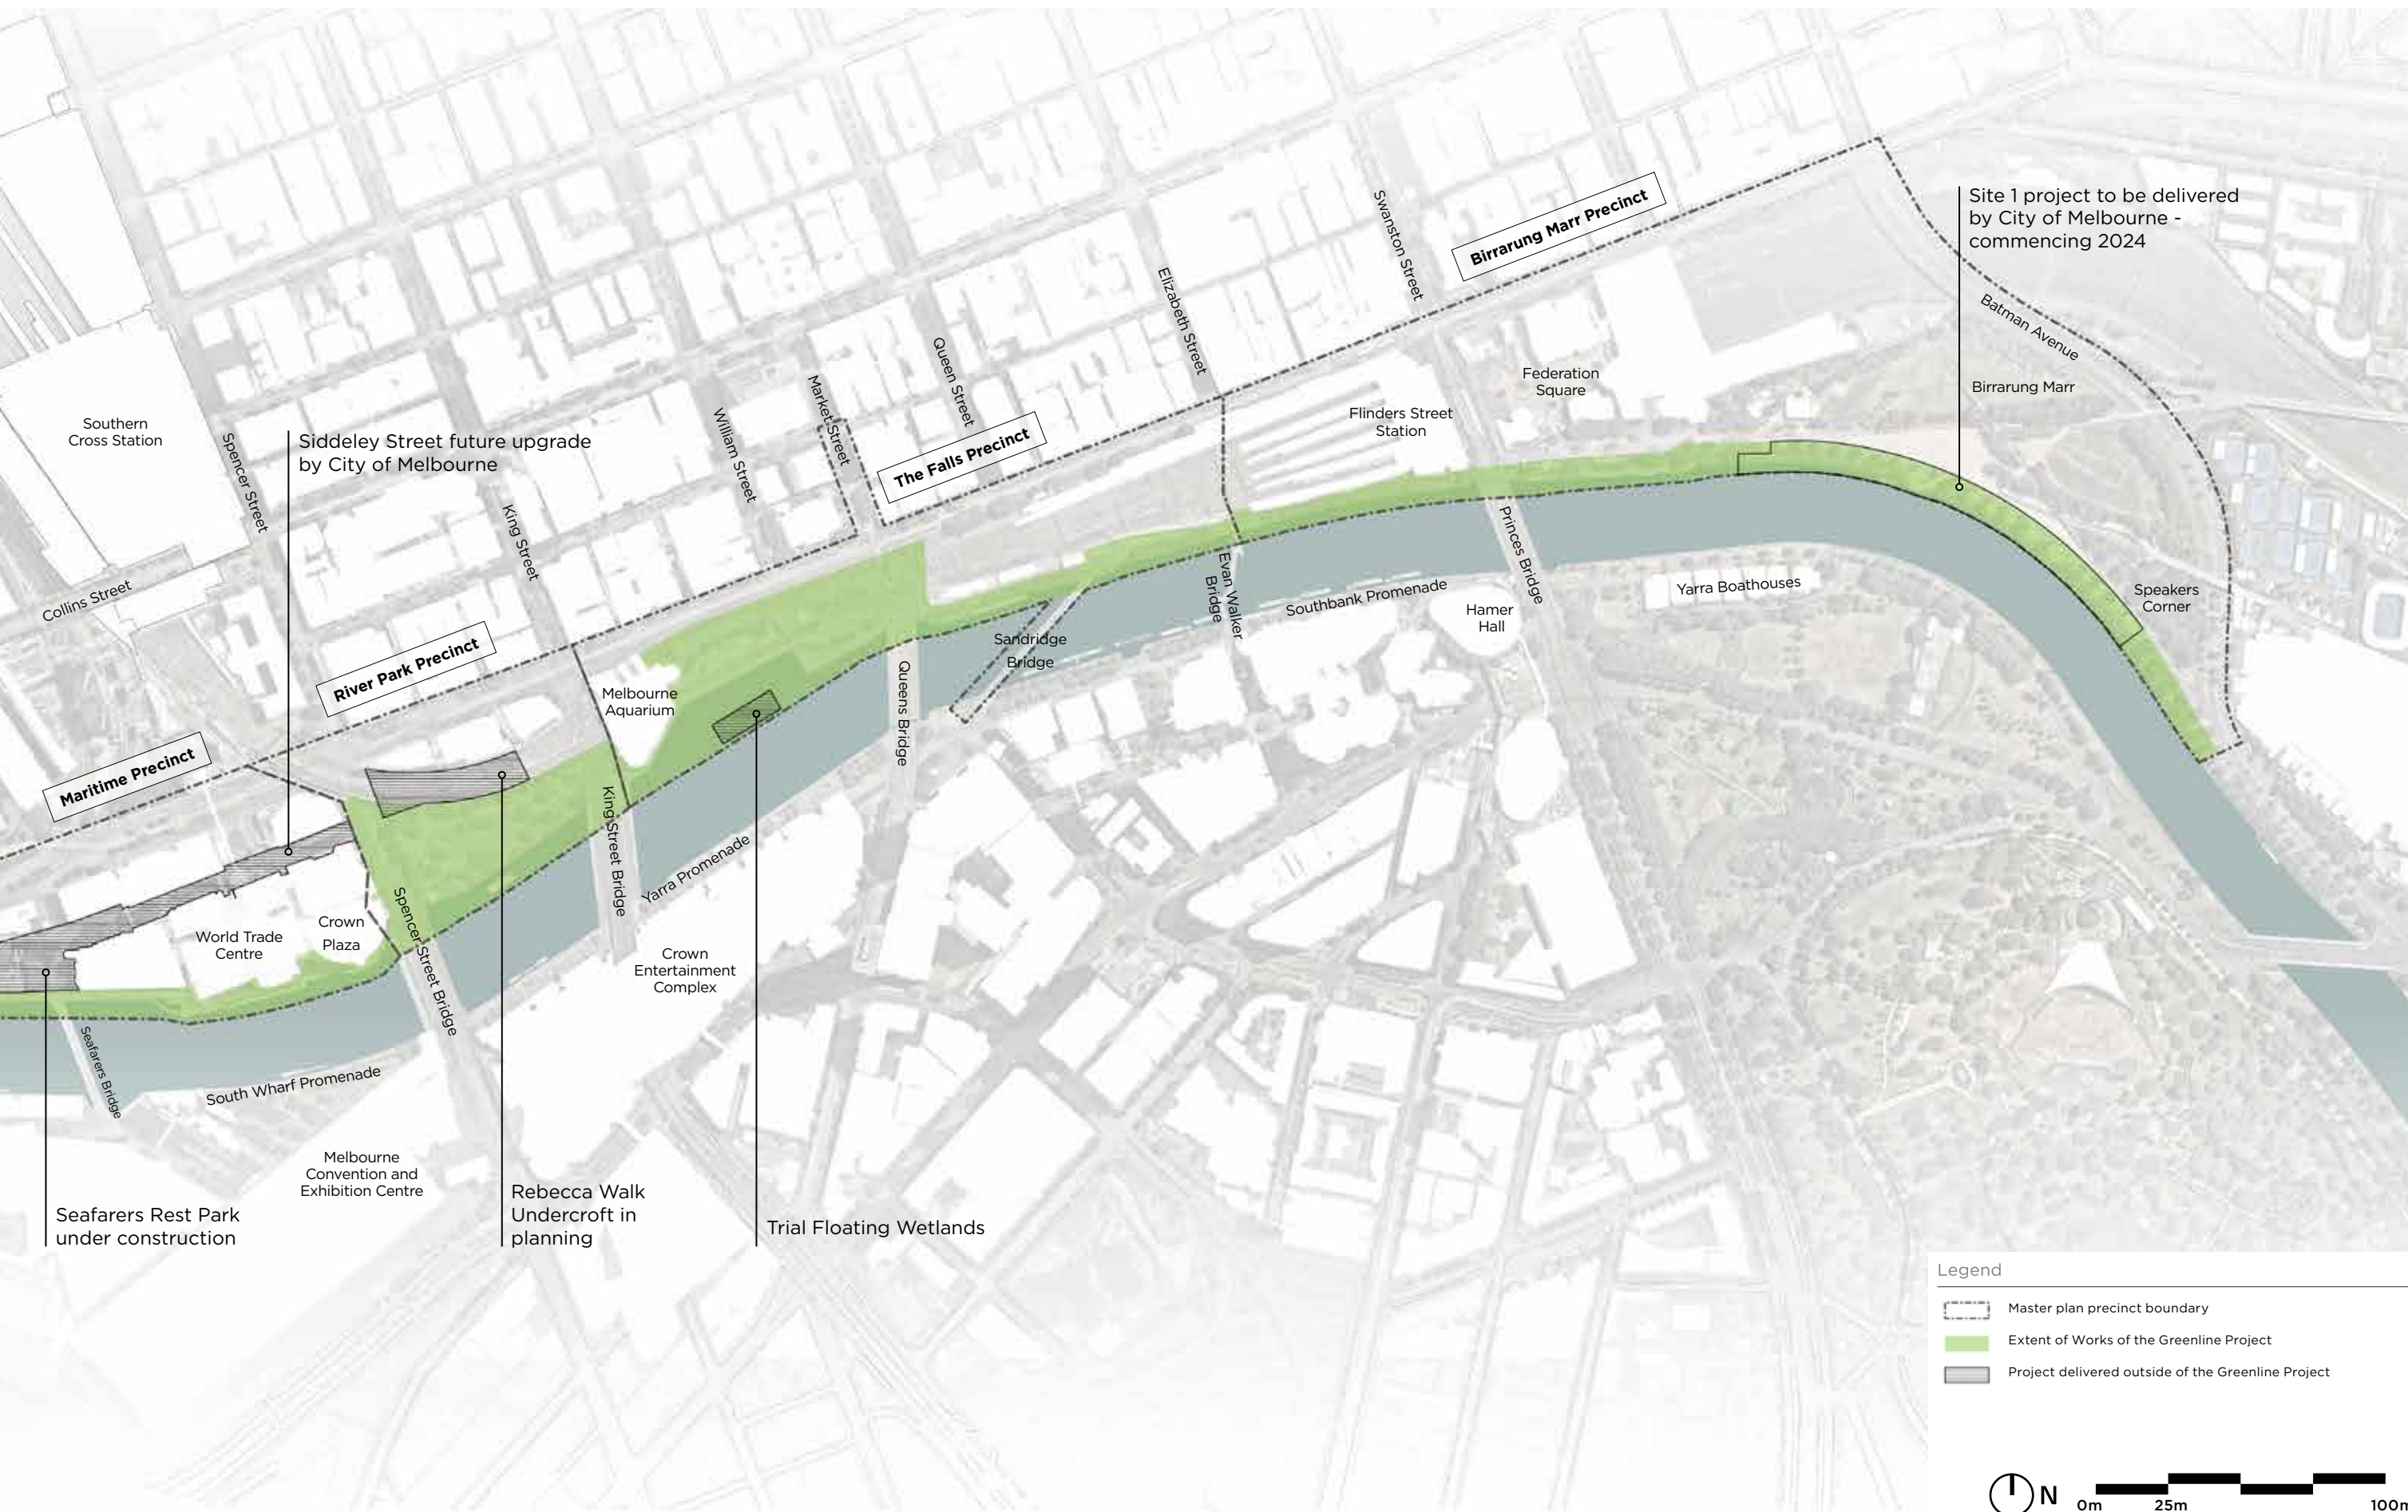 Site 1 project to be delivered
by City of Melbourne -
commencing 2024
Swanston Street
Birrarung Marr Precinct
Batman Avenue
Birrarung Marr
Elizabeth Street
Federation
Square
Flinders Street
Station
Queen Street
Market Street
William Street
The Falls Precinct
Southern
Cross Station
Spencer Street
Siddeley Street future upgrade
by City of Melbourne
King Street
Collins Street
River Park Precinct
Maritime Precinct
Melbourne
Aquarium
Sandridge
Bridge
Queens Bridge
Evan Walker
Bridge
Southbank Promenade
Hamer
Hall
Princes Bridge
Yarra Boathouses
Speakers
Corner
King Street Bridge
Yarra Promenade
Crown
Entertainment
Complex
World Trade
Centre
Crown
Plaza
Spencer Street Bridge
Seafarers Bridge
South Wharf Promenade
Melbourne
Convention and
Exhibition Centre
Seafarers Rest Park
under construction
Rebecca Walk
Undercroft in
planning
Trial Floating Wetlands
Legend
Master plan precinct boundary
Extent of Works of the Greenline Project
Project delivered outside of the Greenline Project
N
0m 25m 100m